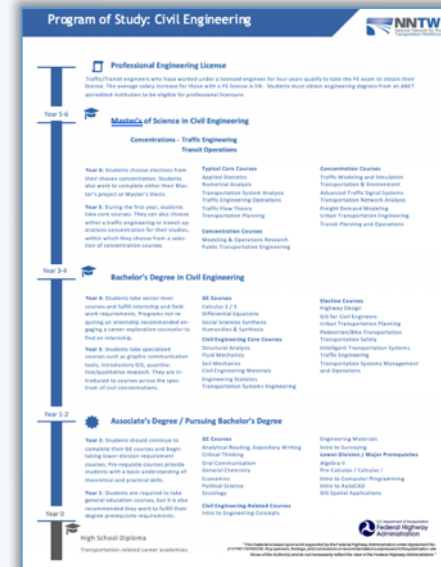 Program of Study: Civil Engineering
NNTW
Professional Engineering License
Traffic/Transit engineers who have worked under a licensed engineer for four years qualify to take the PE exam to obtain their
license. The average salary increase for those with a PE license is 5%. Students must obtain engineering degrees from an ABET
accredited institution to be eligible for professional licensure.
Year 5-6
Master's of Science in Civil Engineering
Concentrations - Traffic Engineering
Transit Operations
Year 6: Students choose electives from
their chosen concentration. Students
also work to complete either their Mas-
ter's project or Master's thesis.
Year 5: During the first year, students
take core courses. They can also choose
either a traffic engineering or transit op-
erations concentration for their studies,
within which they choose from a selec-
tion of concentration courses.
Typical Core Courses
Applied Statistics
Numerical Analysis
Transportation System Analysis
Traffic Engineering Operations
Traffic Flow Theory
Transportation Planning
Concentration Courses
Modeling & Operations Research
Public Transportation Engineering
Concentration Courses
Traffic Modeling and Simulation
Transportation & Environment
Advanced Traffic Signal Systems
Transportation Network Analysis
Freight Demand Modeling
Urban Transportation Engineering
Transit Planning and Operations
Year 3-4
Bachelor's Degree in Civil Engineering
Year 4: Students take senior-level
courses and fulfill internship and field-
work requirements. Programs not re-
quiring an internship recommended en-
gaging a career exploration counselor to
find an internship.
Year 3: Students take specialized
courses such as graphic communication
tools, introductory GIS, quantita-
tive/qualitative research. They are in-
troduced to courses across the spec-
trum of civil concentrations.
GE Courses
Calculus 2 / 3
Differential Equations
Social Sciences Synthesis
Humanities & Synthesis
Civil Engineering Core Courses
Structural Analysis
Fluid Mechanics
Soil Mechanics
Civil Engineering Materials
Engineering Statistics
Transportation Systems Engineering
Elective Courses
Highway Design
GIS for Civil Engineers
Urban Transportation Planning
Pedestrian/Bike Transportation
Transportation Safety
Intelligent Transportation Systems
Traffic Engineering
Transportation Systems Management
and Operations
Year 1-2
Associate's Degree / Pursuing Bachelor's Degree
Year 2: Students should continue to
complete their GE courses and begin
taking lower division requirement
courses. Pre-requisite courses provide
students with a basic understanding of
theoretical and practical skills.
Year 1: Students are required to take
general education courses, but it is also
recommended they work to fulfill their
degree prerequisite requirements.
GE Courses
Analytical Reading, Expository Writing
Critical Thinking
Oral Communication
General Chemistry
Economics
Political Science
Sociology
Civil Engineering-Related Courses
Intro to Engineering Concepts
Engineering Materials
Intro to Surveying
Lower-Division / Major Prerequisites
Algebra II
Pre-Calculus / Calculus I
Intro to Computer Programming
Intro to AutoCAD
GIS Spatial Applications
Year 0
High School Diploma
Transportation-related career academies.
Federal Highway
Administration